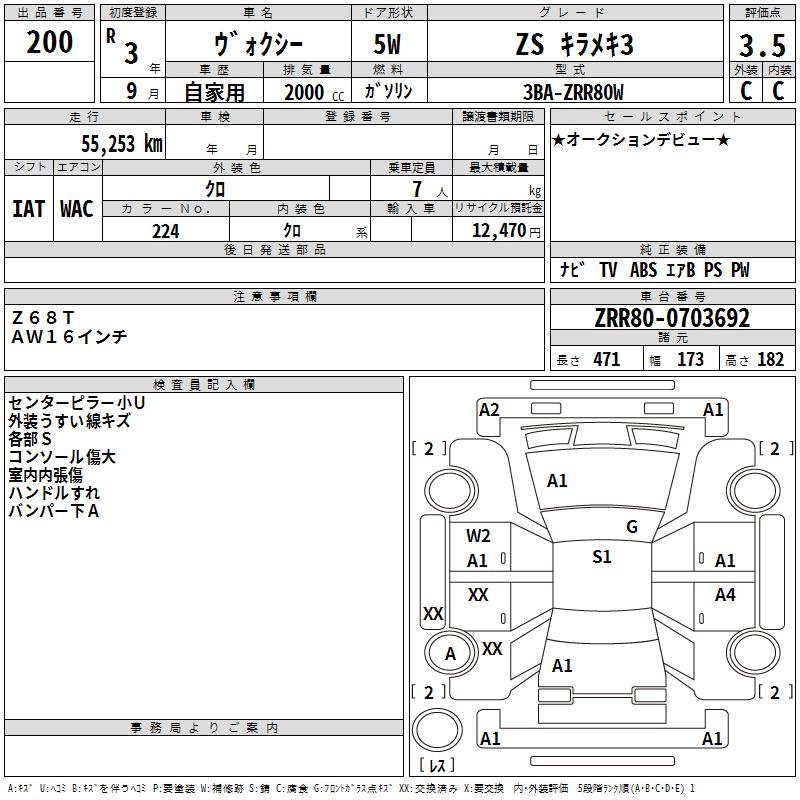 出品番号
200
初度登録
R 3 年
9 月
車名
ヴォクシー
ドア形状
5W
グレード
ZS キラメキ3
評価点
3.5
車歴
自家用
排気量
2000 CC
燃料
ガソリン
型式
3BA-ZRR80W
外装 内装
C C
走行
55,253 km
車検
年 月
登録番号
譲渡書類期限
月 日
セールスポイント
★オークションデビュー★
シフト
IAT
エアコン
WAC
外装色
クロ
乗車定員
7 人
最大積載量
kg
カラーNo.
224
内装色
クロ 系
輸入車
リサイクル預託金
12,470 円
後日発送部品
純正装備
ナビ TV ABS エアB PS PW
注意事項欄
Z68T
AW16インチ
車台番号
ZRR80-0703692
諸元
長さ 471 幅 173 高さ 182
検査員記入欄
センターピラー小U
外装うすい線キズ
各部S
コンソール傷大
室内内張傷
ハンドルすれ
バンパー下A
事務局よりご案内
A2 A1
[ 2 ] [ 2 ]
A1
G
W2
S1
A1 A1
XX A4
XX
XX
A
A1
[ 2 ] [ 2 ]
A1 A1
[ レス ]
A:キズ U:ヘコミ B:キズを伴うヘコミ P:要塗装 W:補修跡 S:錆 C:腐食 G:フロントガラス点キズ XX:交換済み X:要交換 内・外装評価 5段階ランク順(A・B・C・D・E) 1